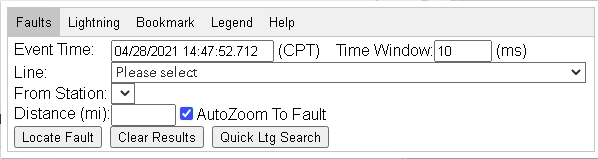 Faults Lightning Bookmark Legend Help
Event Time: 04/28/2021 14:47:52.712 (CPT) Time Window: 10 (ms)
Line: Please select
From Station:
Distance (mi): AutoZoom To Fault
Locate Fault Clear Results Quick Ltg Search